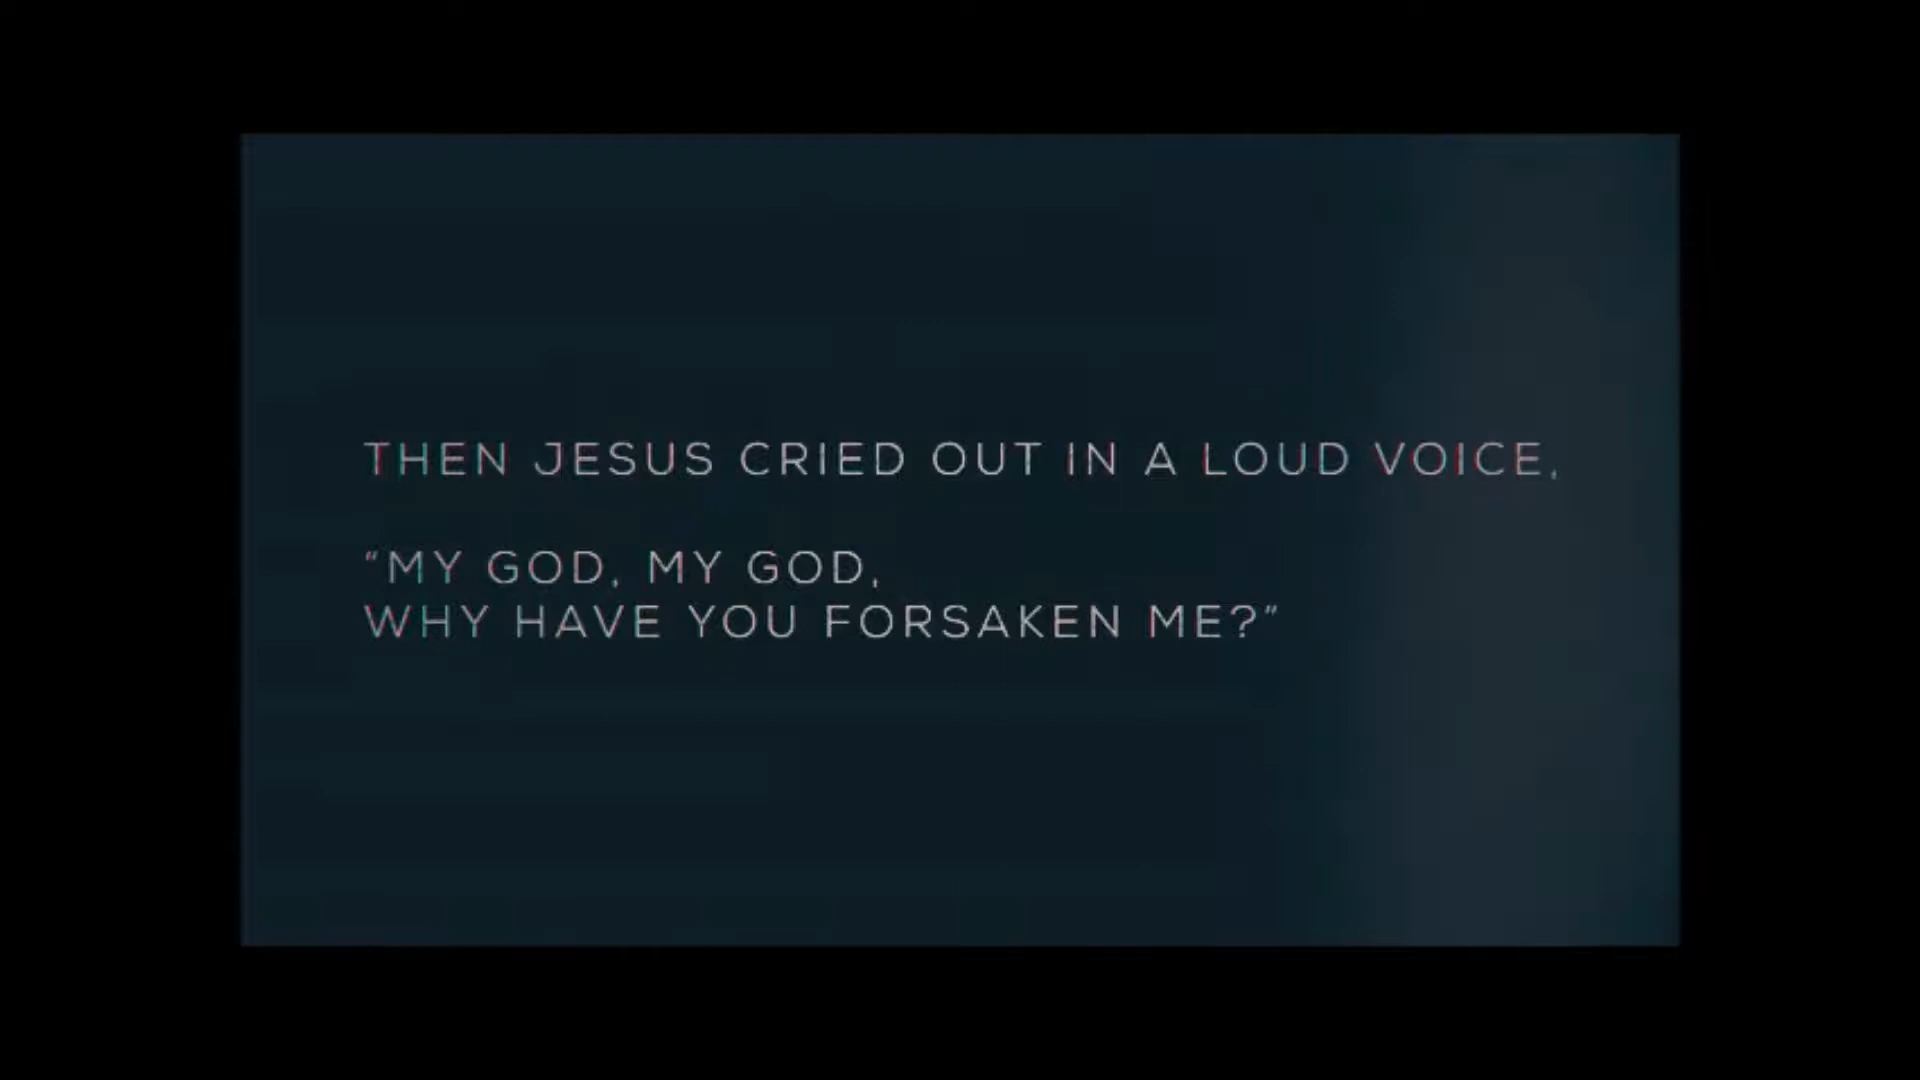 THEN JESUS CRIED OUT IN A LOUD VOICE,
“MY GOD, MY GOD,
WHY HAVE YOU FORSAKEN ME?”